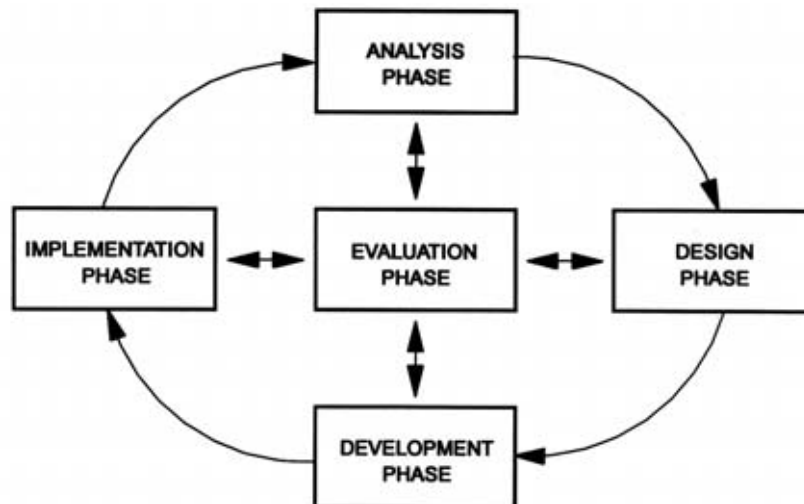 ANALYSIS
PHASE
IMPLEMENTATION
PHASE
EVALUATION
PHASE
DESIGN
PHASE
DEVELOPMENT
PHASE